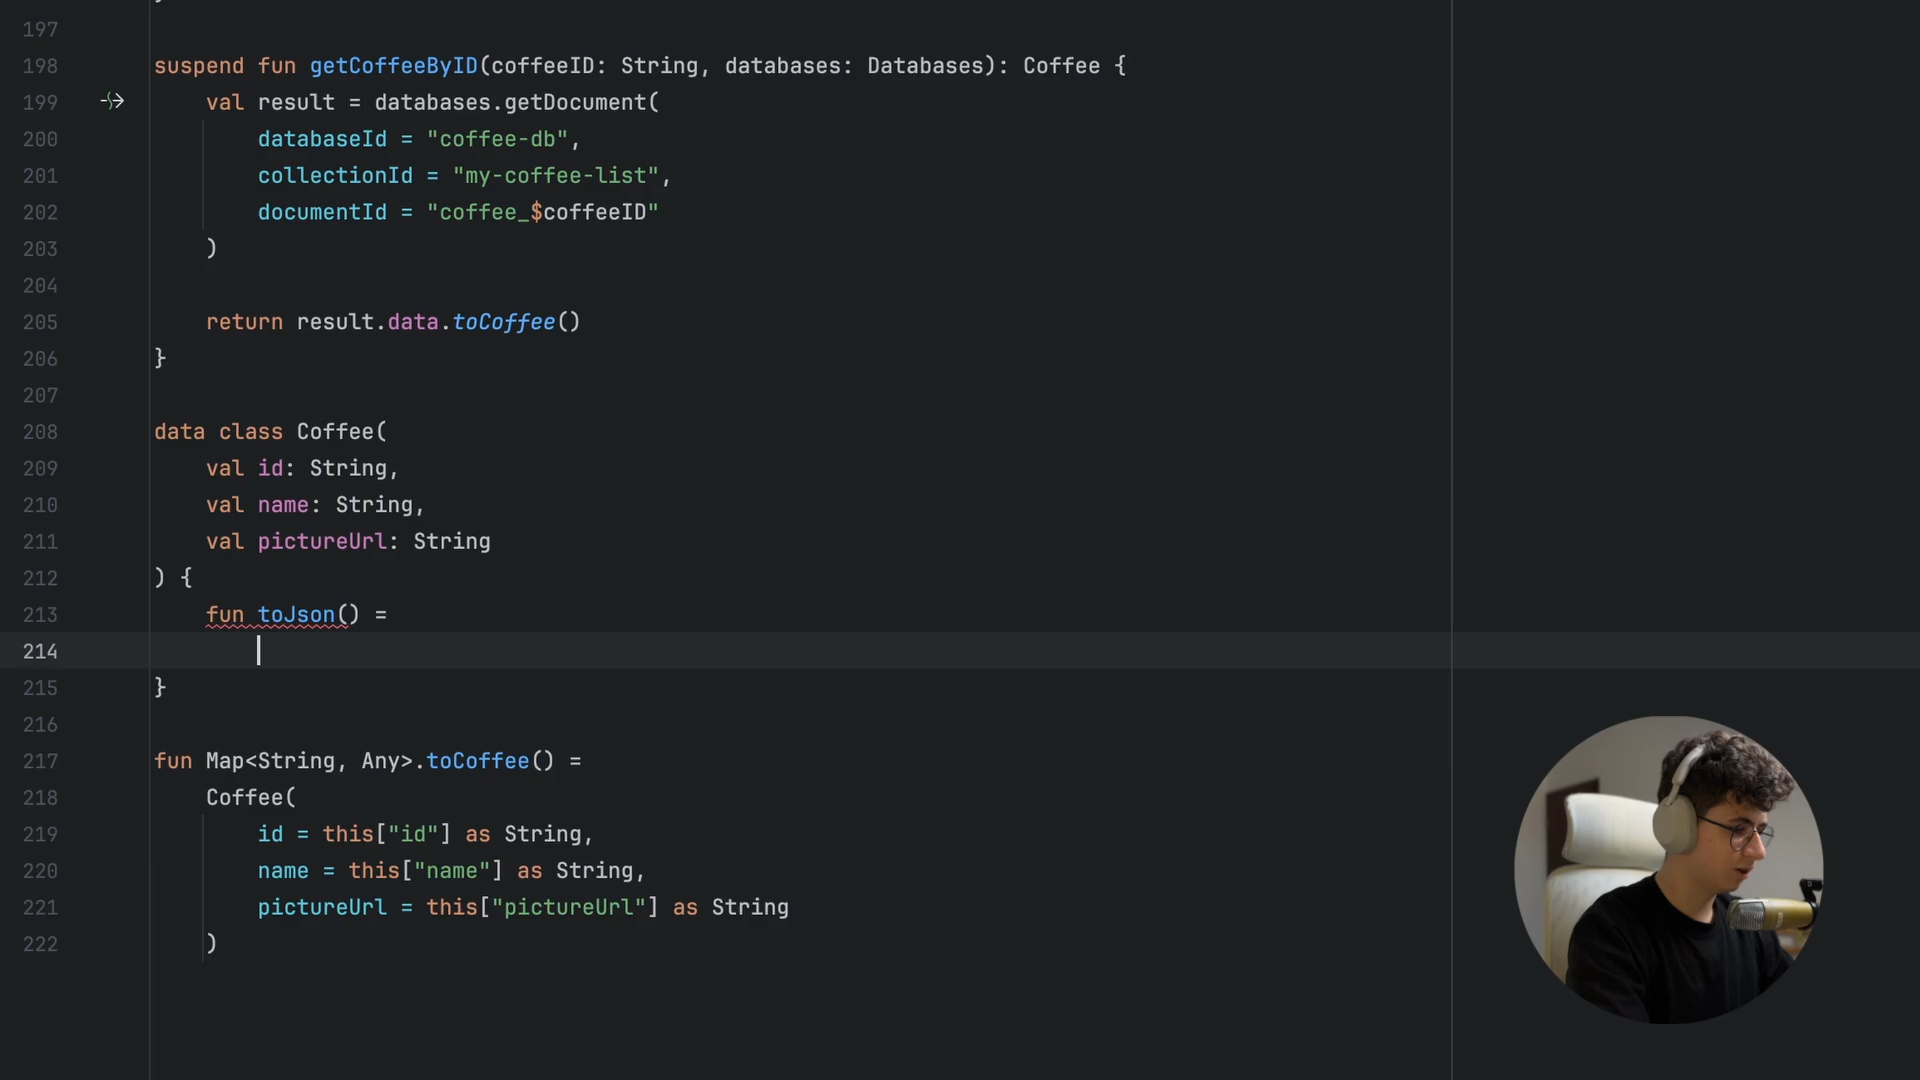 197
198 suspend fun getCoffeeByID(coffeeID: String, databases: Databases): Coffee {
199 val result = databases.getDocument(
200 databaseId = "coffee-db",
201 collectionId = "my-coffee-list",
202 documentId = "coffee_$coffeeID"
203 )
204
205 return result.data.toCoffee()
206 }
207
208 data class Coffee(
209 val id: String,
210 val name: String,
211 val pictureUrl: String
212 ) {
213 fun toJson() =
214
215 }
216
217 fun Map<String, Any>.toCoffee() =
218 Coffee(
219 id = this["id"] as String,
220 name = this["name"] as String,
221 pictureUrl = this["pictureUrl"] as String
222 )